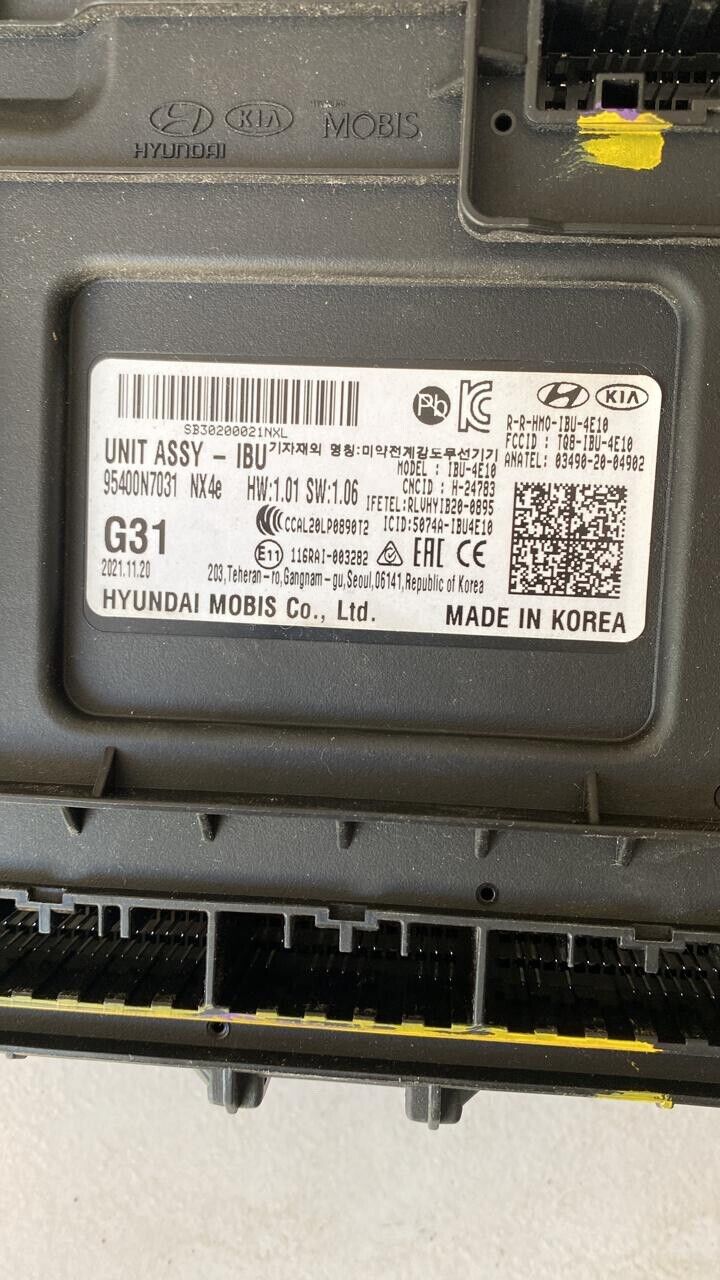 HYUNDAI
KIA
MOBIS
SB30200021NXL
Pb
KIA
UNIT ASSY - IBU
기자재의 명칭:미약전계강도무선기기
R-R-HMO-IBU-4E10
95400N7031 NX4e HW:1.01 SW:1.06
MODEL : IBU-4E10
FCCID : TQ8-IBU-4E10
CNCID : H-24783
ANATEL: 03490-20-04902
IFETEL:RLVHYIB20-0895
G31
CCAL20LP0890T2
ICID:5074A-IBU4E10
2021.11.20
E11 116RAI-003282 EAC CE
203,Teheran-ro,Gangnam-gu,Seoul,06141,Republic of Korea
HYUNDAI MOBIS Co., Ltd.
MADE IN KOREA